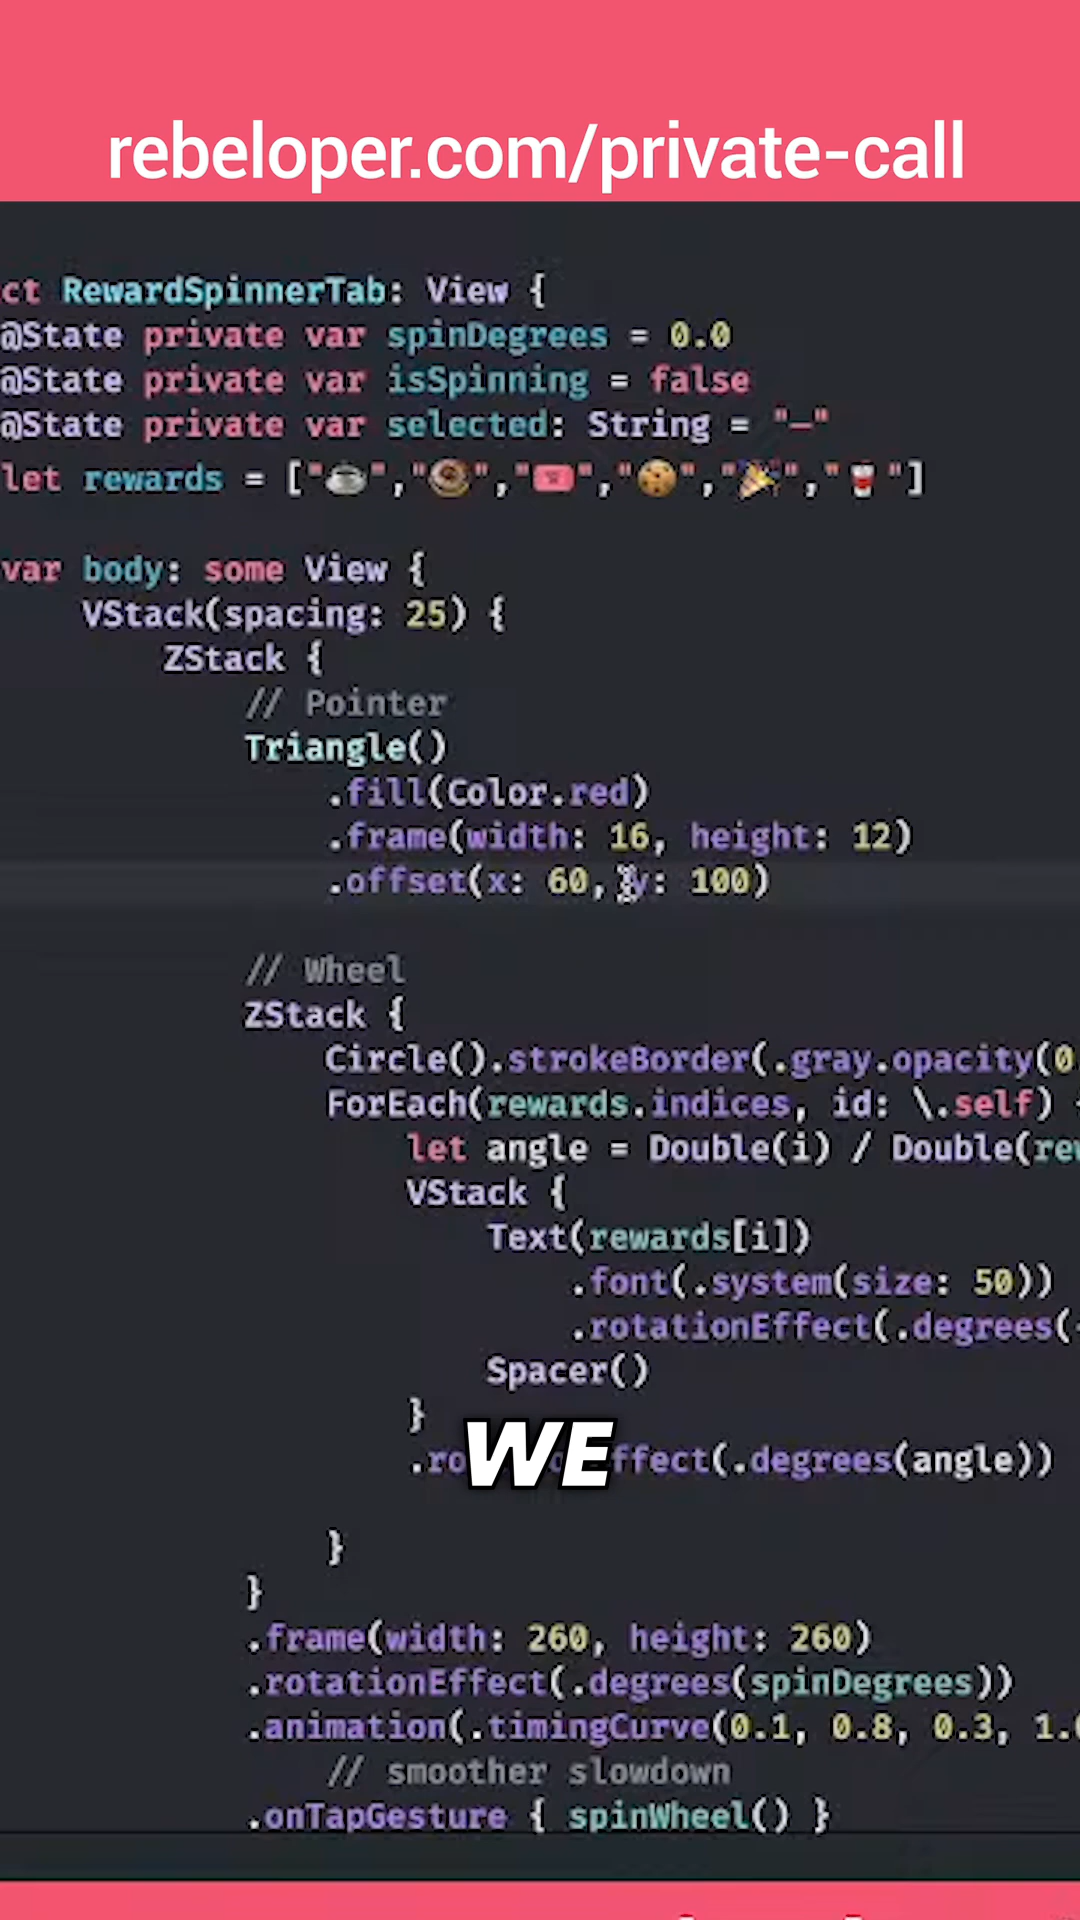 rebeloper.com/private-call
ct RewardSpinnerTab: View {
@State private var spinDegrees = 0.0
@State private var isSpinning = false
@State private var selected: String = "—"
let rewards = ["☕️","🍩","🎟️","🍪","🎉","🥤"]
var body: some View {
VStack(spacing: 25) {
ZStack {
// Pointer
Triangle()
.fill(Color.red)
.frame(width: 16, height: 12)
.offset(x: 60, y: 100)
// Wheel
ZStack {
Circle().strokeBorder(.gray.opacity(0
ForEach(rewards.indices, id: \.self)
let angle = Double(i) / Double(rew
VStack {
Text(rewards[i])
.font(.system(size: 50))
.rotationEffect(.degrees(
Spacer()
}
WE
.ro ffect(.degrees(angle))
}
}
.frame(width: 260, height: 260)
.rotationEffect(.degrees(spinDegrees))
.animation(.timingCurve(0.1, 0.8, 0.3, 1.0
// smoother slowdown
.onTapGesture { spinWheel() }